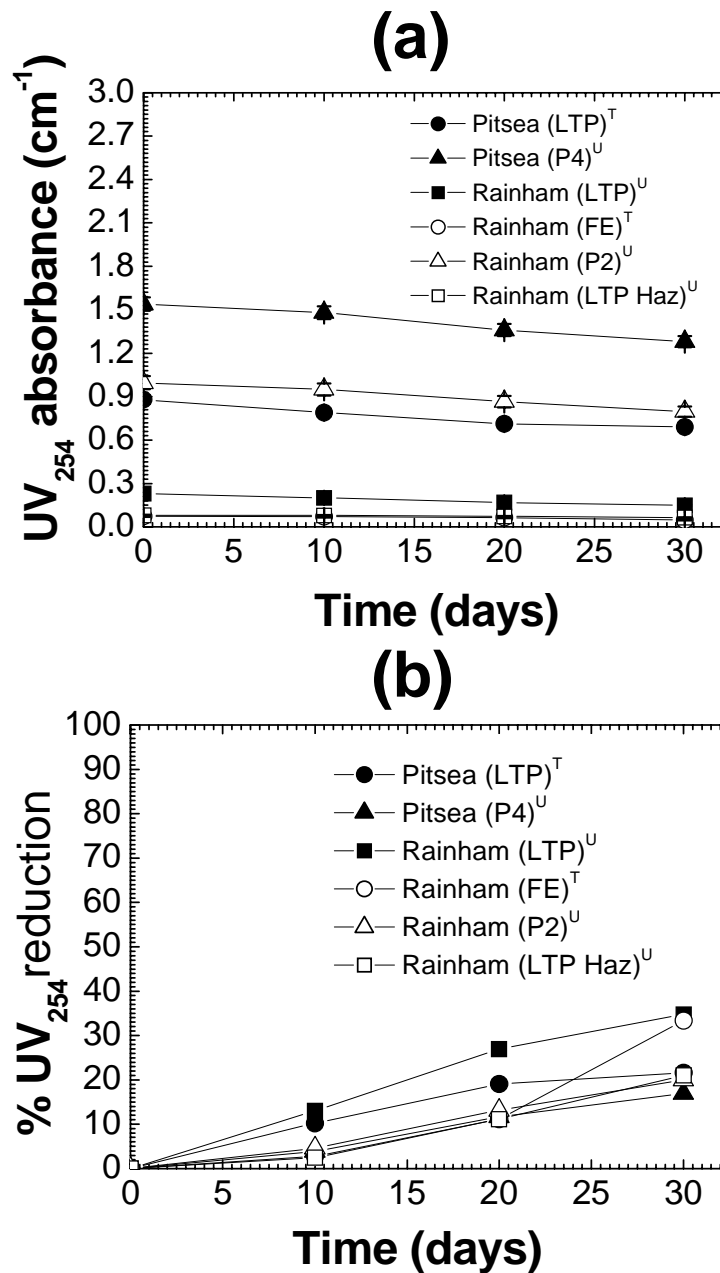 (a)
UV254 absorbance (cm-1)
3.0
2.7
2.4
2.1
1.8
1.5
1.2
0.9
0.6
0.3
0.0
Pitsea (LTP)T
Pitsea (P4)U
Rainham (LTP)U
Rainham (FE)T
Rainham (P2)U
Rainham (LTP Haz)U
0 5 10 15 20 25 30
Time (days)
(b)
% UV254 reduction
100
90
80
70
60
50
40
30
20
10
0
Pitsea (LTP)T
Pitsea (P4)U
Rainham (LTP)U
Rainham (FE)T
Rainham (P2)U
Rainham (LTP Haz)U
0 5 10 15 20 25 30
Time (days)